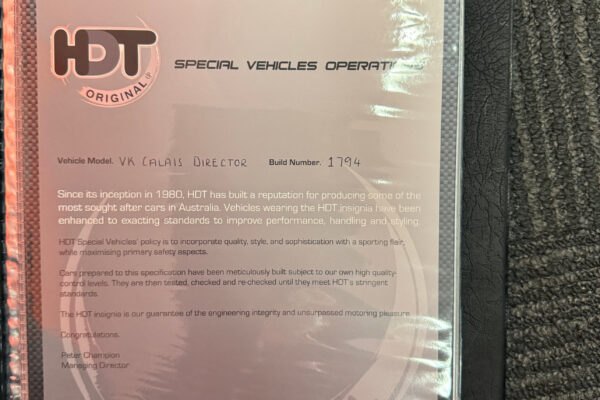 HDT
ORIGINAL
SPECIAL VEHICLES OPERATIONS
Vehicle Model. VK CALAIS DIRECTOR Build Number. 1794
Since its inception in 1980, HDT has built a reputation for producing some of the
most sought after cars in Australia. Vehicles wearing the HDT insignia have been
enhanced to exacting standards to improve performance, handling and styling.
HDT Special Vehicles' policy is to incorporate quality, style, and sophistication with a sporting flair,
while maximising primary safety aspects.
Cars prepared to this specification have been meticulously built subject to our own high quality-
control levels. They are then tested, checked and re-checked until they meet HDT's stringent
standards.
The HDT insignia is our guarantee of the engineering integrity and unsurpassed motoring pleasure.
Congratulations.
Peter Champion
Managing Director